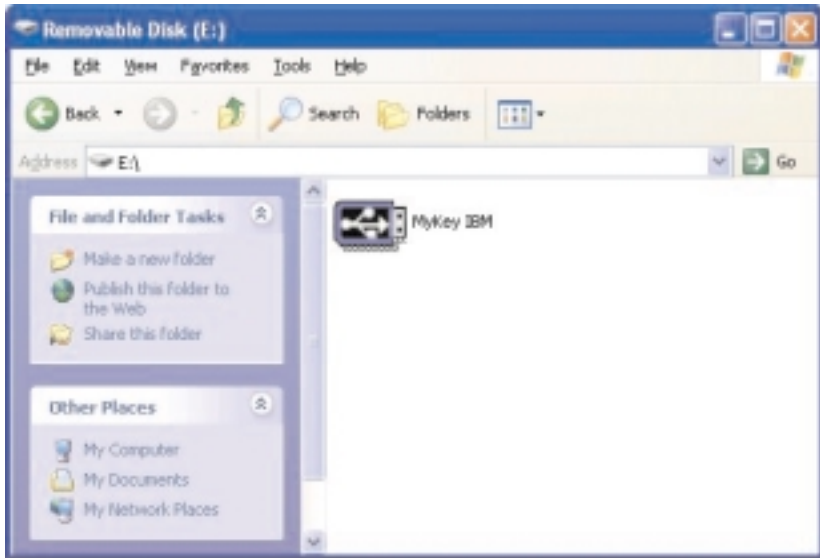 Removable Disk (E:)
File Edit View Favorites Tools Help
Back Search Folders
Address E:\ Go
File and Folder Tasks
Make a new folder
Publish this folder to
the Web
Share this folder
Other Places
My Computer
My Documents
My Network Places
MyKey IBM